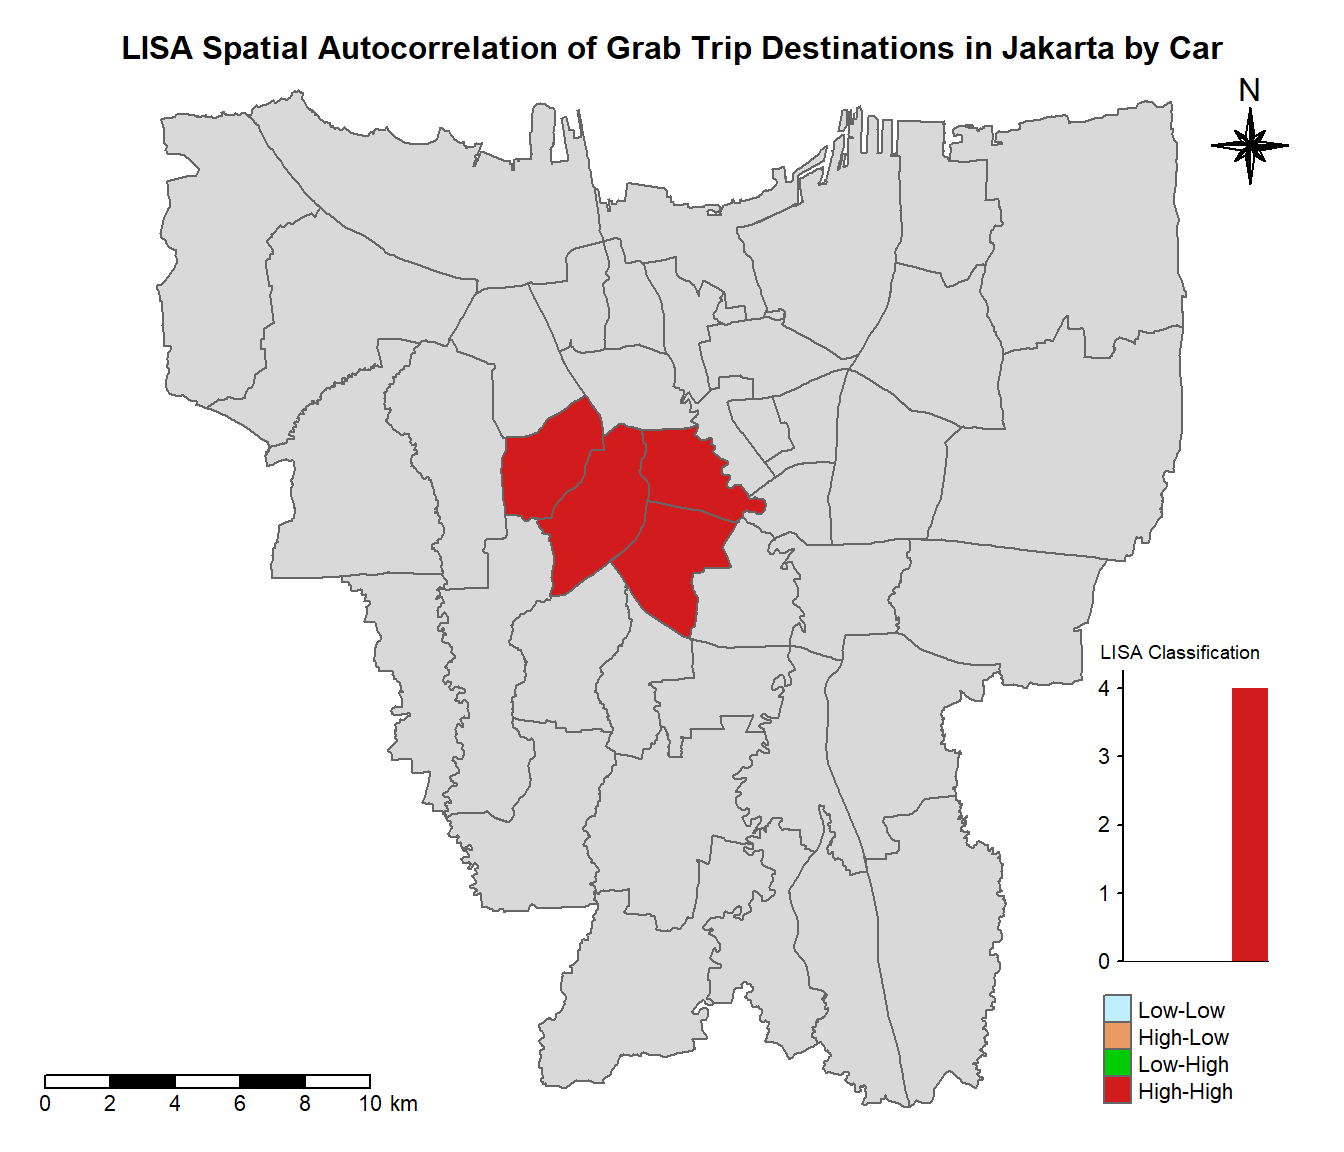 LISA Spatial Autocorrelation of Grab Trip Destinations in Jakarta by Car
N
LISA Classification
4
3
2
1
0
Low-Low
High-Low
Low-High
High-High
0 2 4 6 8 10 km